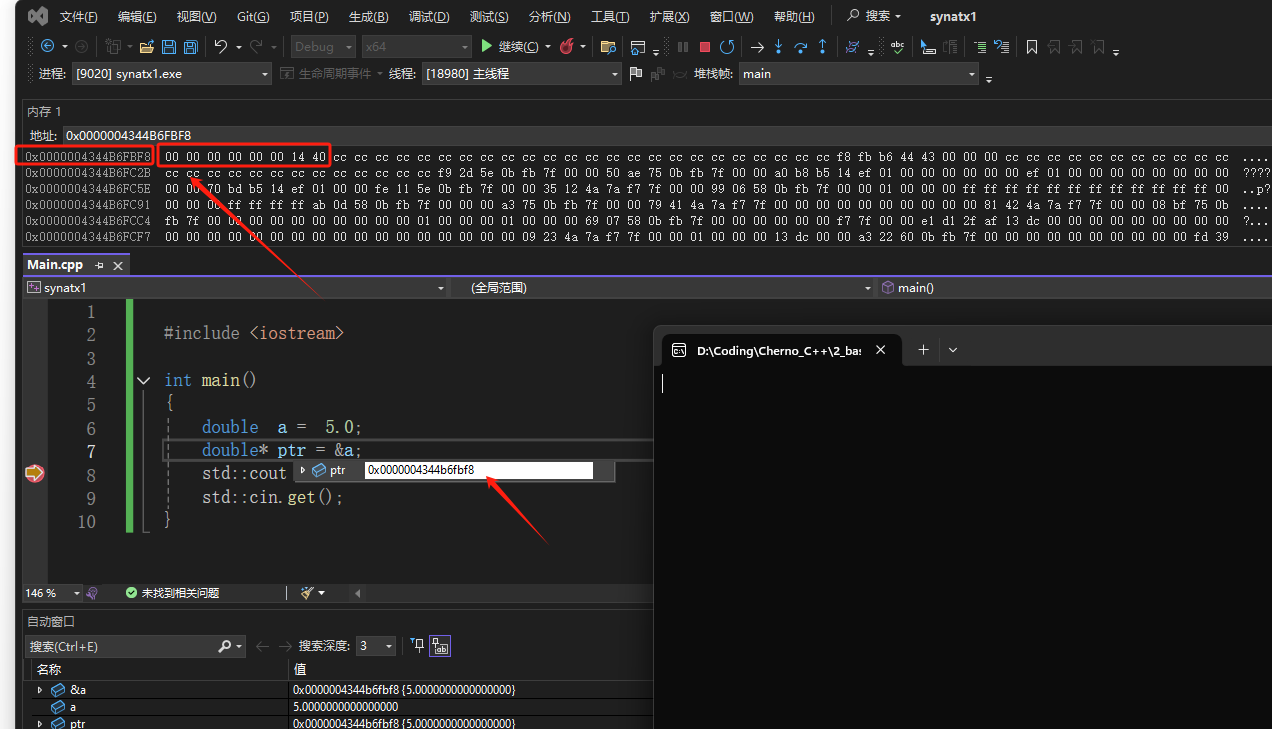 文件(F) 编辑(E) 视图(V) Git(G) 项目(P) 生成(B) 调试(D) 测试(S) 分析(N) 工具(T) 扩展(X) 窗口(W) 帮助(H) 搜索 synatx1
Debug x64 继续(C)
进程: [9020] synatx1.exe 生命周期事件 线程: [18980] 主线程 堆栈帧: main
内存 1
地址: 0x0000004344B6FBF8
0x0000004344B6FBF8 00 00 00 00 00 00 14 40 cc cc cc cc cc cc cc cc cc cc cc cc cc cc cc cc cc cc cc cc cc cc cc cc f8 fb b6 44 43 00 00 00 cc cc cc cc cc cc cc cc cc cc cc ....
0x0000004344B6FC2B cc cc cc cc cc cc cc cc cc cc cc cc cc f9 2d 5e 0b fb 7f 00 00 50 ae 75 0b fb 7f 00 00 a0 b8 b5 14 ef 01 00 00 00 00 00 00 ef 01 00 00 00 00 00 00 00 00 ????
0x0000004344B6FC5E 00 00 70 bd b5 14 ef 01 00 00 fe 11 5e 0b fb 7f 00 00 35 12 4a 7a f7 7f 00 00 99 06 58 0b fb 7f 00 00 01 00 00 00 ff ff ff ff ff ff ff ff ff ff ff ff 00 ..p?
0x0000004344B6FC91 00 00 ff ff ff ff ab 0d 58 0b fb 7f 00 00 a3 75 0b fb 7f 00 00 79 41 4a 7a f7 7f 00 00 00 00 00 00 00 00 00 00 81 42 4a 7a f7 7f 00 00 08 bf 75 0b ....
0x0000004344B6FCC4 fb 7f 00 00 00 00 00 00 00 00 00 00 01 00 00 00 01 00 00 00 69 07 58 0b fb 7f 00 00 00 00 00 00 00 f7 7f 00 00 e1 d1 2f af 13 dc 00 00 00 00 00 00 ?...
0x0000004344B6FCF7 00 00 00 00 00 00 00 00 00 00 00 00 00 00 00 00 00 09 23 4a 7a f7 7f 00 00 01 00 00 00 13 dc 00 00 a3 22 60 0b fb 7f 00 00 00 00 00 00 00 00 00 fd 39 ....
Main.cpp
synatx1 (全局范围) main()
1
2 #include <iostream>
3
4 int main()
5 {
6 double a = 5.0;
7 double* ptr = &a;
8 std::cout ptr 0x0000004344b6fbf8
9 std::cin.get();
10 }
D:\Coding\Cherno_C++\2_bas
146 % 未找到相关问题
自动窗口
搜索(Ctrl+E) 搜索深度: 3
名称 值
&a 0x0000004344b6fbf8 {5.0000000000000000}
a 5.0000000000000000
ptr 0x0000004344b6fbf8 {5.0000000000000000}